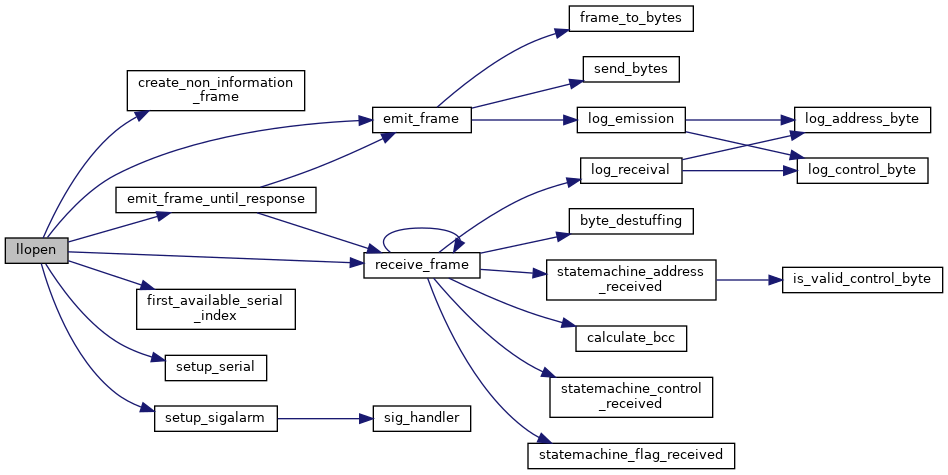 llopen
create_non_information
_frame
emit_frame_until_response
first_available_serial
_index
setup_serial
setup_sigalarm
emit_frame
receive_frame
sig_handler
frame_to_bytes
send_bytes
log_emission
log_receival
byte_destuffing
statemachine_address
_received
calculate_bcc
statemachine_control
_received
statemachine_flag_received
log_address_byte
log_control_byte
is_valid_control_byte